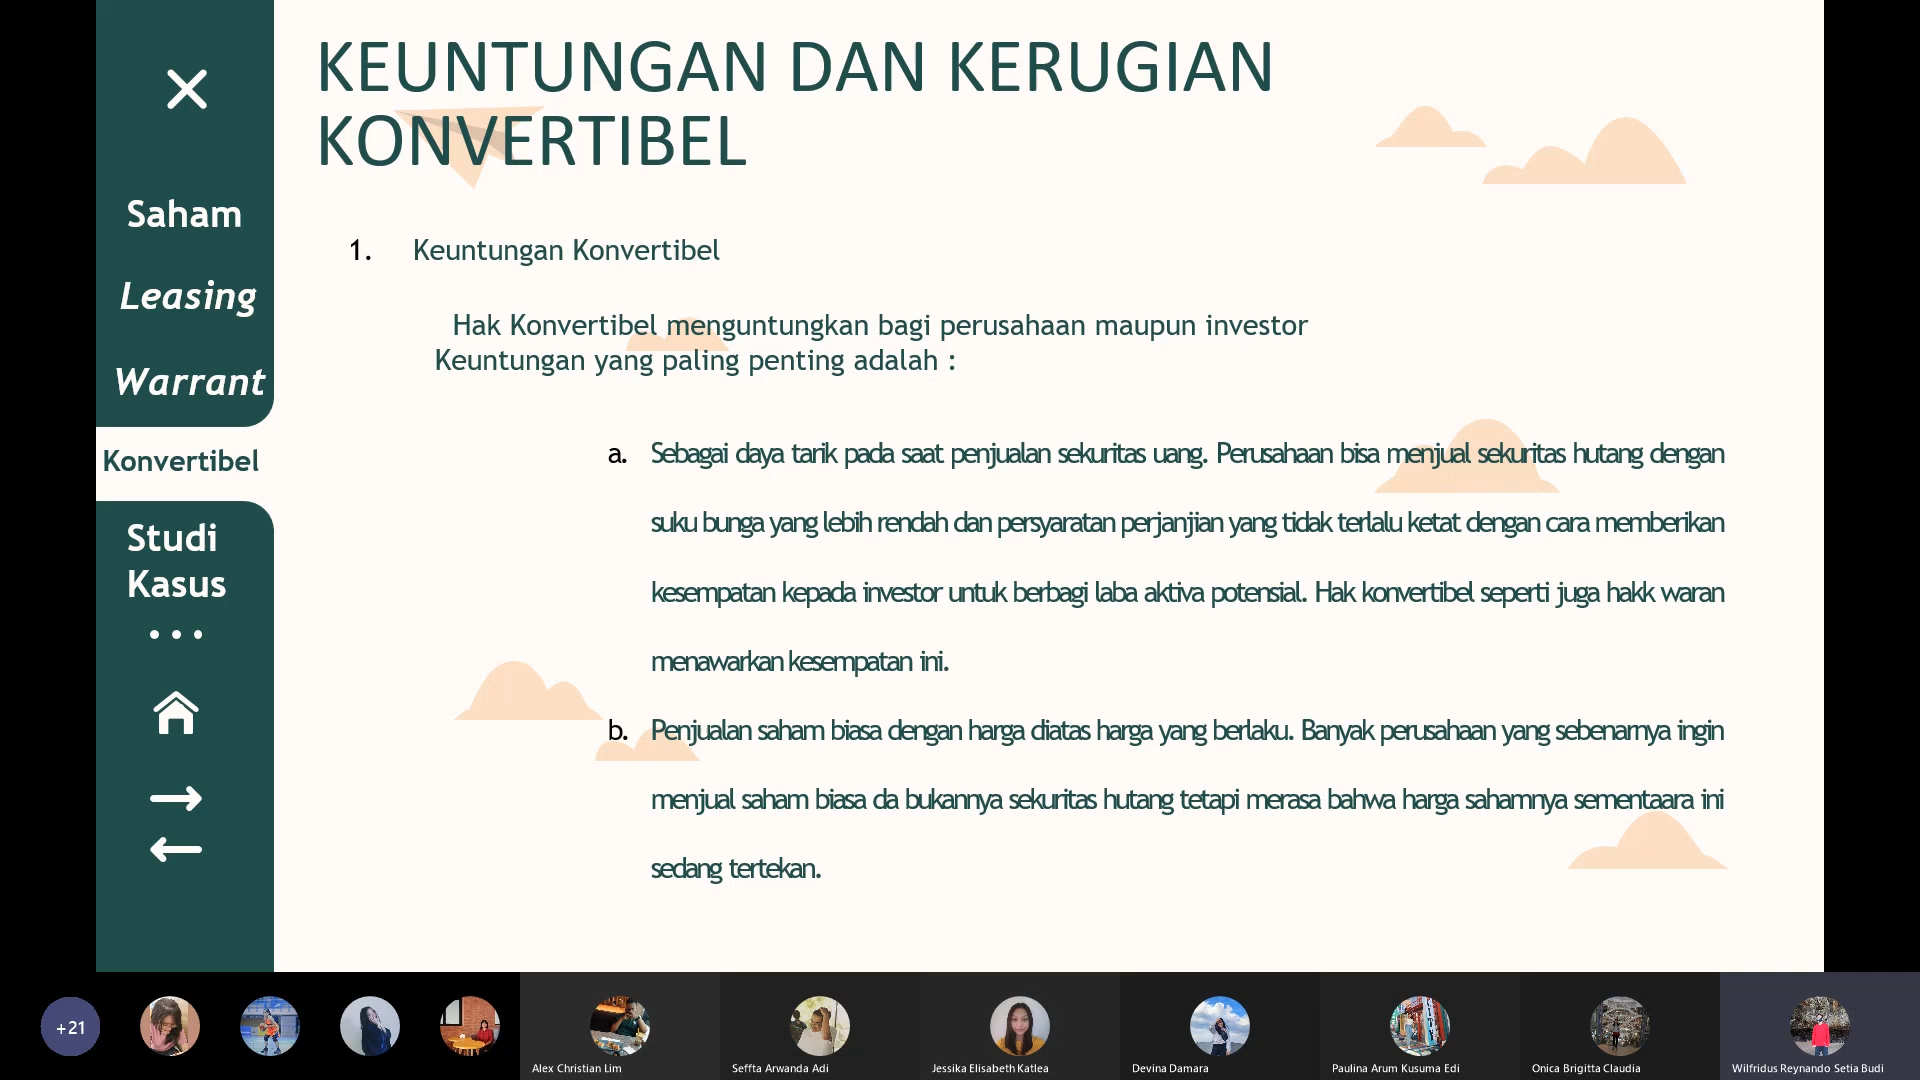 KEUNTUNGAN DAN KERUGIAN
KONVERTIBEL
Saham
Leasing
Warrant
Konvertibel
Studi
Kasus
1. Keuntungan Konvertibel
Hak Konvertibel menguntungkan bagi perusahaan maupun investor
Keuntungan yang paling penting adalah :
a. Sebagai daya tarik pada saat penjualan sekuritas uang. Perusahaan bisa menjual sekuritas hutang dengan
suku bunga yang lebih rendah dan persyaratan perjanjian yang tidak terlalu ketat dengan cara memberikan
kesempatan kepada investor untuk berbagi laba aktiva potensial. Hak konvertibel seperti juga hakk waran
menawarkan kesempatan ini.
b. Penjualan saham biasa dengan harga diatas harga yang berlaku. Banyak perusahaan yang sebenarnya ingin
menjual saham biasa da bukannya sekuritas hutang tetapi merasa bahwa harga sahamnya sementaara ini
sedang tertekan.
+21
Alex Christian Lim
Seffta Arwanda Adi
Jessika Elisabeth Katlea
Devina Damara
Paulina Arum Kusuma Edi
Onica Brigitta Claudia
Wilfridus Reynando Setia Budi